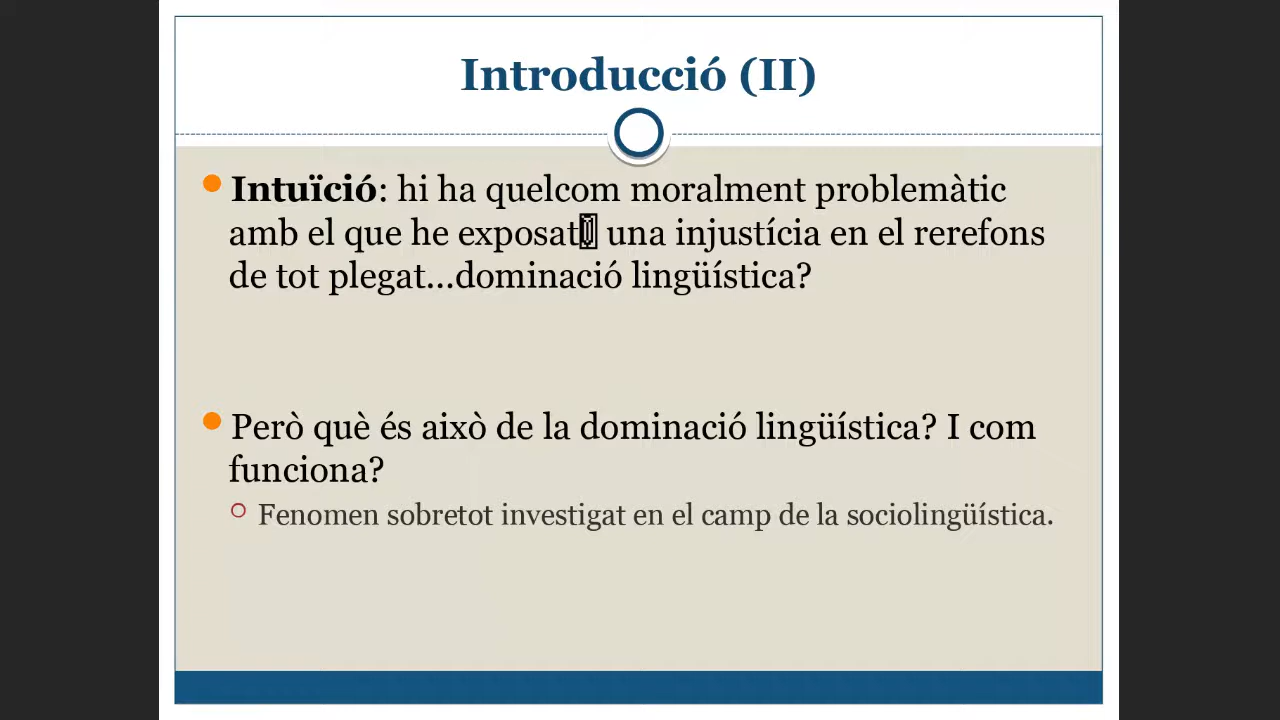 Introducció (II)
Intuïció: hi ha quelcom moralment problemàtic
amb el que he exposat una injustícia en el rerefons
de tot plegat...dominació lingüística?
Però què és això de la dominació lingüística? I com
funciona?
Fenomen sobretot investigat en el camp de la sociolingüística.